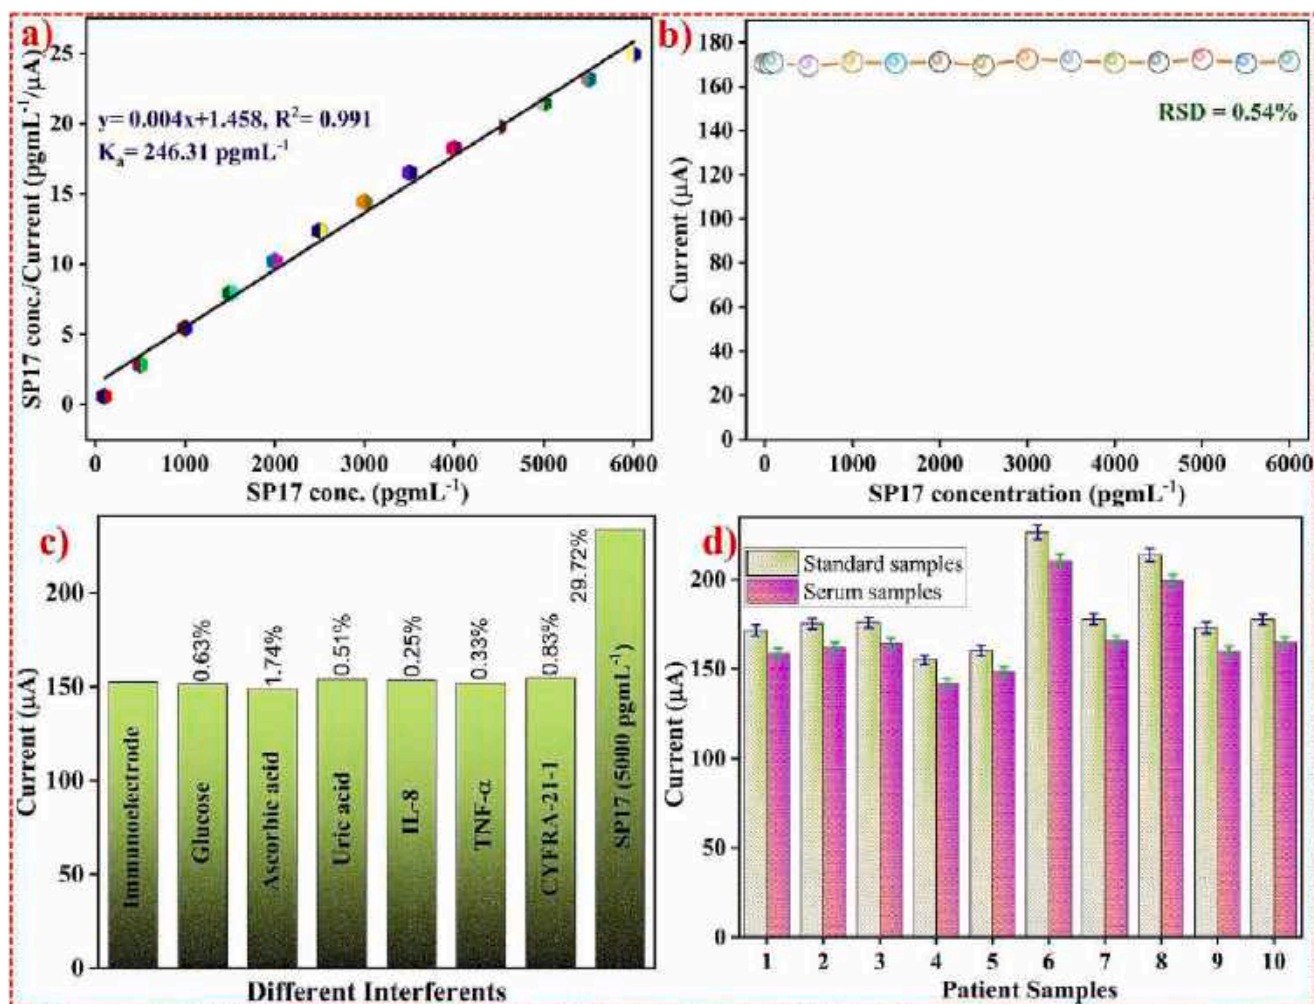 a)
y= 0.004x+1.458, R²= 0.991
Kₐ= 246.31 pgmL⁻¹
SP17 conc./Current (pgmL⁻¹/µA)
25
20
15
10
5
0
0 1000 2000 3000 4000 5000 6000
SP17 conc. (pgmL⁻¹)
b)
RSD = 0.54%
Current (µA)
180
160
140
120
100
80
60
40
20
0
0 1000 2000 3000 4000 5000 6000
SP17 concentration (pgmL⁻¹)
c)
Current (µA)
200
150
100
50
0
Immunoelectrode
Glucose
0.63%
Ascorbic acid
1.74%
Uric acid
0.51%
IL-8
0.25%
TNF-α
0.33%
CYFRA-21-1
0.83%
SP17 (5000 pgmL⁻¹)
29.72%
Different Interferents
d)
Standard samples
Serum samples
Current (µA)
200
150
100
50
0
1 2 3 4 5 6 7 8 9 10
Patient Samples